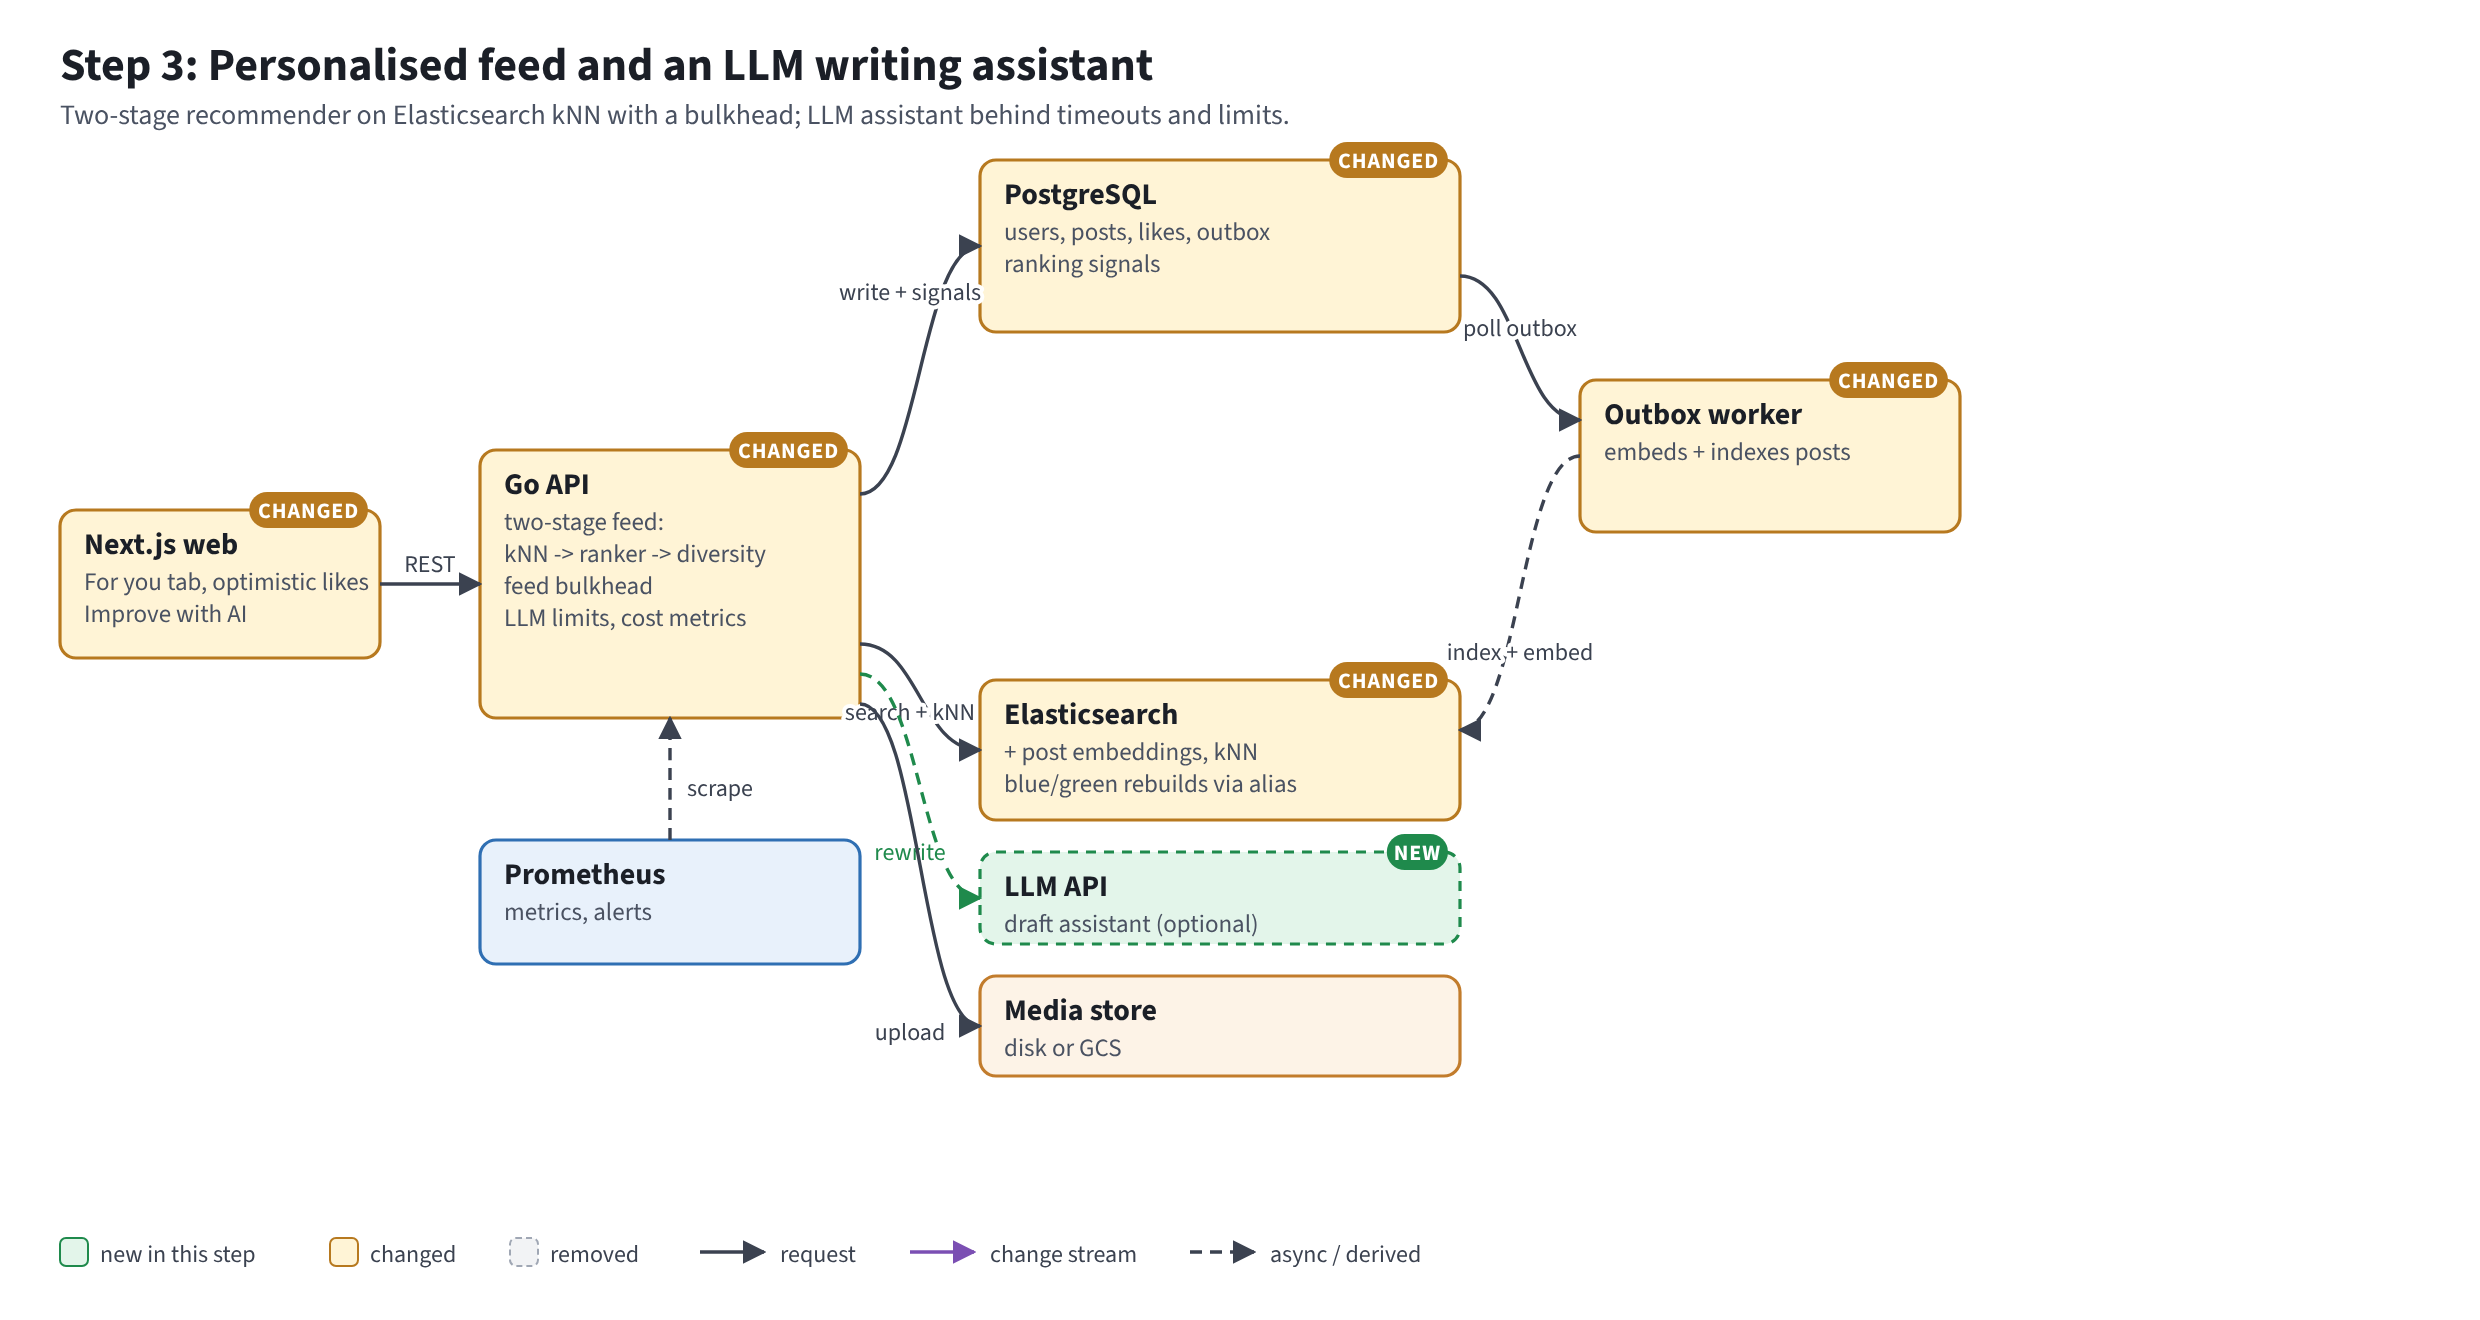 Step 3: Personalised feed and an LLM writing assistant
Two-stage recommender on Elasticsearch kNN with a bulkhead; LLM assistant behind timeouts and limits.
CHANGED
PostgreSQL
users, posts, likes, outbox
ranking signals
write + signals
poll outbox
CHANGED
Outbox worker
embeds + indexes posts
CHANGED
Go API
two-stage feed:
kNN -> ranker -> diversity
feed bulkhead
LLM limits, cost metrics
CHANGED
Next.js web
For you tab, optimistic likes
Improve with AI
REST
index + embed
search + kNN
CHANGED
Elasticsearch
+ post embeddings, kNN
blue/green rebuilds via alias
scrape
Prometheus
metrics, alerts
rewrite
NEW
LLM API
draft assistant (optional)
upload
Media store
disk or GCS
new in this step
changed
removed
request
change stream
async / derived